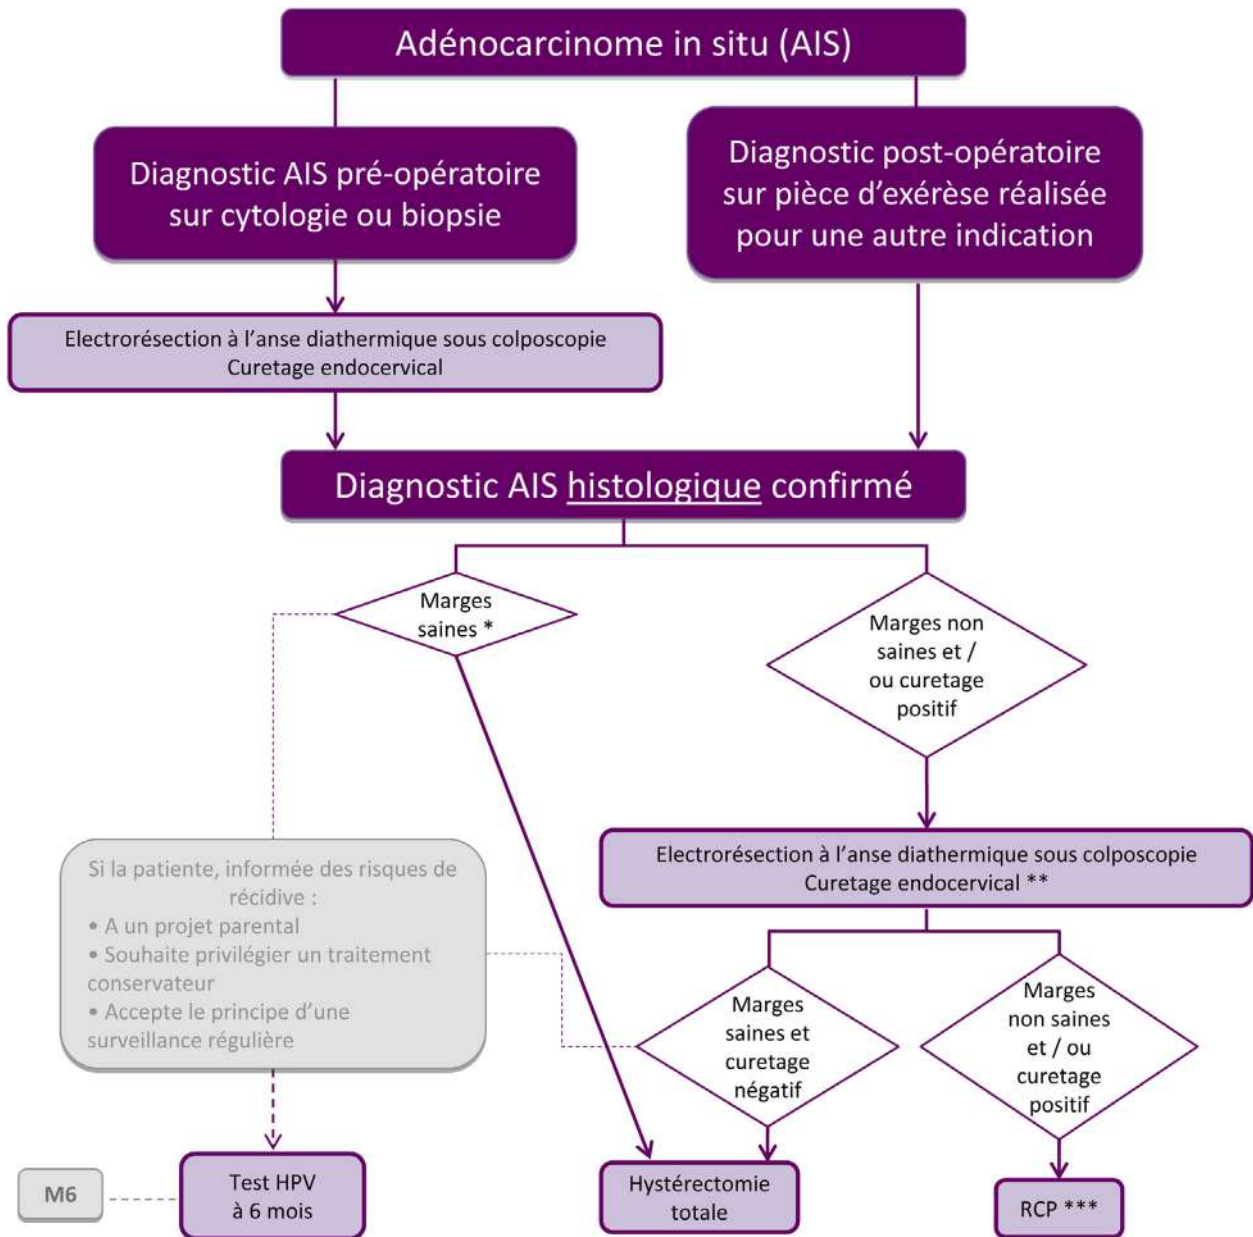 Adénocarcinome in situ (AIS)
Diagnostic AIS pré-opératoire
sur cytologie ou biopsie
Diagnostic post-opératoire
sur pièce d'exérèse réalisée
pour une autre indication
Electrorésection à l'anse diathermique sous colposcopie
Curetage endocervical
Diagnostic AIS histologique confirmé
Marges
saines *
Marges non
saines et /
ou curetage
positif
Si la patiente, informée des risques de
récidive :
• A un projet parental
• Souhaite privilégier un traitement
conservateur
• Accepte le principe d'une
surveillance régulière
Electrorésection à l'anse diathermique sous colposcopie
Curetage endocervical **
Marges
saines et
curetage
négatif
Marges
non saines
et / ou
curetage
positif
M6
Test HPV
à 6 mois
Hystérectomie
totale
RCP ***